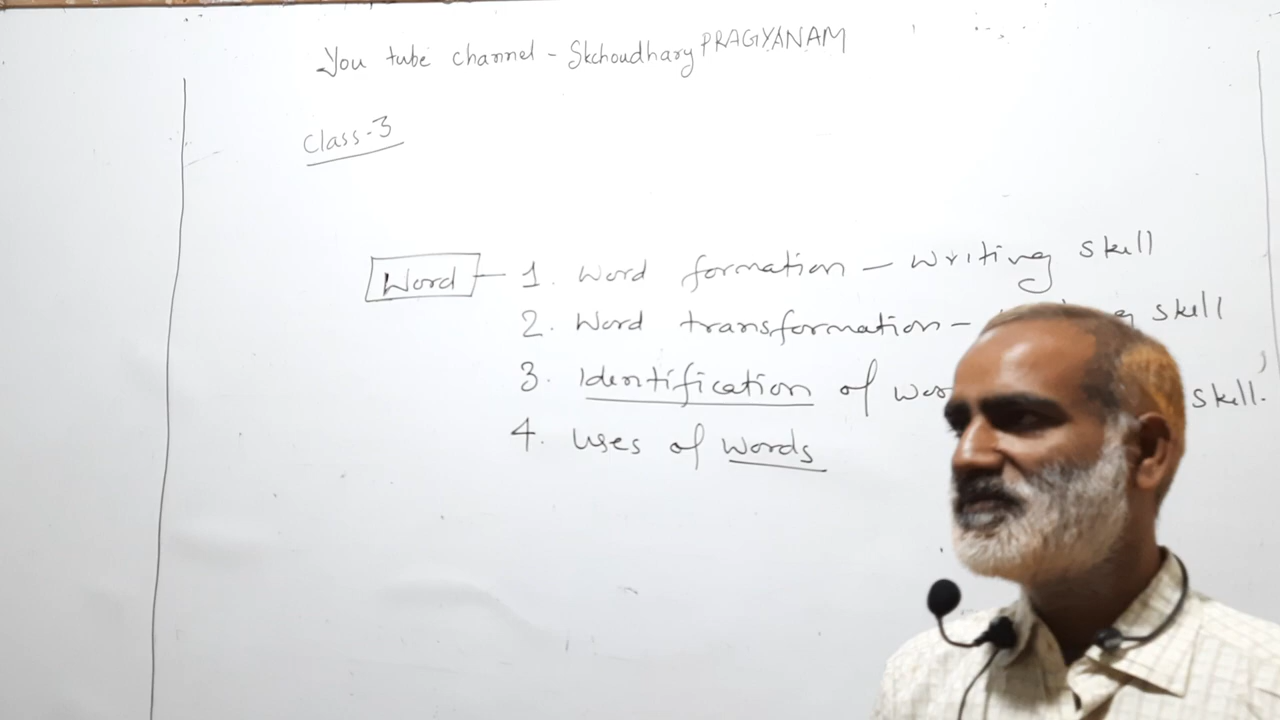 You tube channel - Skchoudhary PRAGYANAM
Class-3
Word - 1. Word formation - Writing skill
2. Word transformation - skill
3. Identification of skill.
4. Uses of words